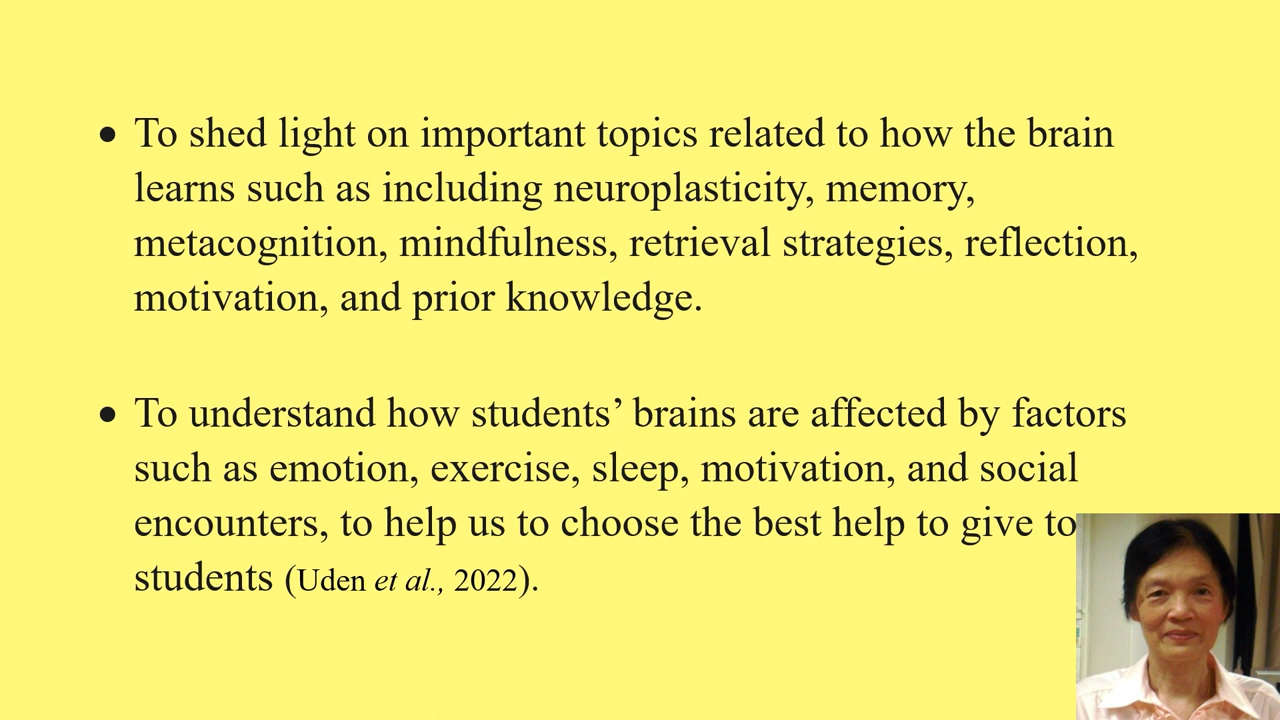 • To shed light on important topics related to how the brain
learns such as including neuroplasticity, memory,
metacognition, mindfulness, retrieval strategies, reflection,
motivation, and prior knowledge.
• To understand how students’ brains are affected by factors
such as emotion, exercise, sleep, motivation, and social
encounters, to help us to choose the best help to give to
students (Uden et al., 2022).